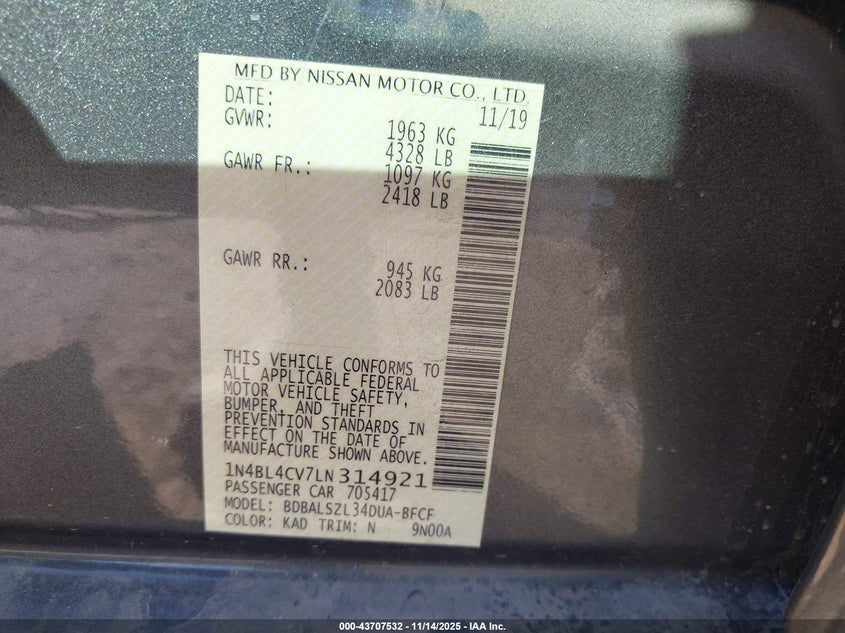 MFD BY NISSAN MOTOR CO., LTD.
DATE: 11/19
GVWR: 1963 KG
4328 LB
GAWR FR.: 1097 KG
2418 LB
GAWR RR.: 945 KG
2083 LB
THIS VEHICLE CONFORMS TO
ALL APPLICABLE FEDERAL
MOTOR VEHICLE SAFETY,
BUMPER, AND THEFT
PREVENTION STANDARDS IN
EFFECT ON THE DATE OF
MANUFACTURE SHOWN ABOVE.
1N4BL4CV7LN314921
PASSENGER CAR 705417
MODEL: BDBALSZL34DUA-BFCF
COLOR: KAD TRIM: N 9N00A
000-43707532 - 11/14/2025 - IAA Inc.